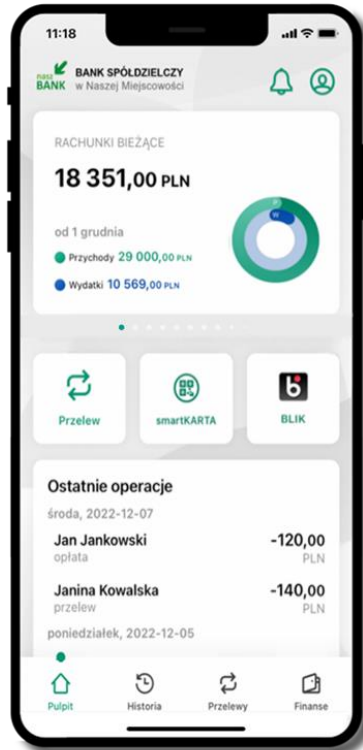 11:18
nasz BANK BANK SPÓŁDZIELCZY
w Naszej Miejscowości
RACHUNKI BIEŻĄCE
18 351,00 PLN
od 1 grudnia
Przychody 29 000,00 PLN
Wydatki 10 569,00 PLN
P
W
Przelew
smartKARTA
BLIK
Ostatnie operacje
środa, 2022-12-07
Jan Jankowski -120,00
opłata PLN
Janina Kowalska -140,00
przelew PLN
poniedziałek, 2022-12-05
Pulpit Historia Przelewy Finanse